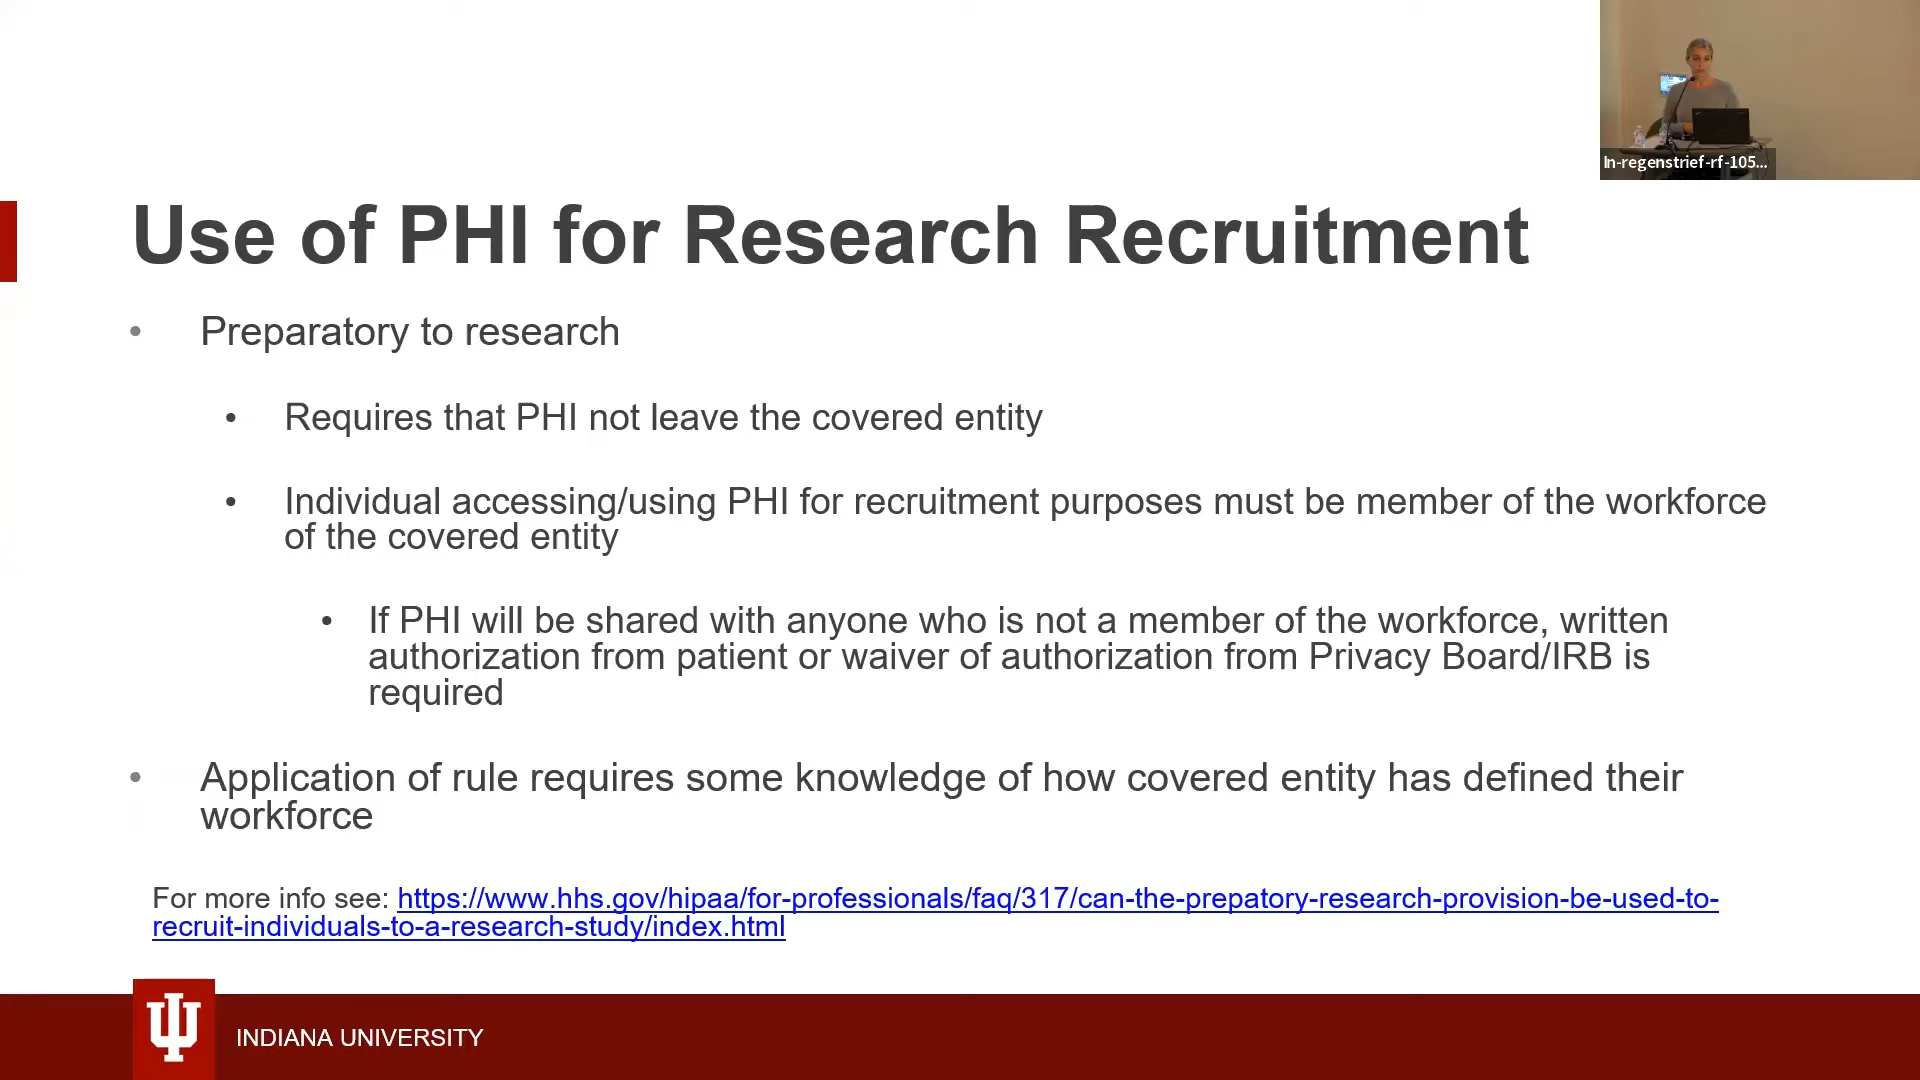 In-regenstrief-rf-105...
Use of PHI for Research Recruitment
• Preparatory to research
• Requires that PHI not leave the covered entity
• Individual accessing/using PHI for recruitment purposes must be member of the workforce
of the covered entity
• If PHI will be shared with anyone who is not a member of the workforce, written
authorization from patient or waiver of authorization from Privacy Board/IRB is
required
• Application of rule requires some knowledge of how covered entity has defined their
workforce
For more info see: https://www.hhs.gov/hipaa/for-professionals/faq/317/can-the-prepatory-research-provision-be-used-to-
recruit-individuals-to-a-research-study/index.html
INDIANA UNIVERSITY